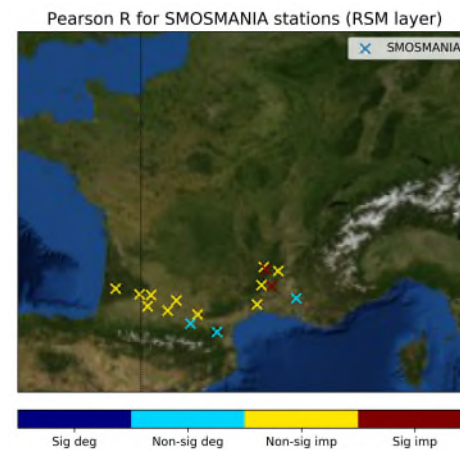 Pearson R for SMOSMANIA stations (RSM layer)
SMOSMANIA
Sig deg Non-sig deg Non-sig imp Sig imp